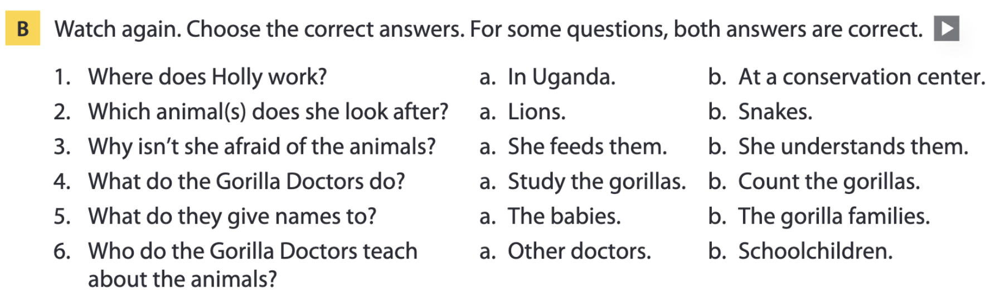 B Watch again. Choose the correct answers. For some questions, both answers are correct.
1. Where does Holly work? a. In Uganda. b. At a conservation center.
2. Which animal(s) does she look after? a. Lions. b. Snakes.
3. Why isn't she afraid of the animals? a. She feeds them. b. She understands them.
4. What do the Gorilla Doctors do? a. Study the gorillas. b. Count the gorillas.
5. What do they give names to? a. The babies. b. The gorilla families.
6. Who do the Gorilla Doctors teach a. Other doctors. b. Schoolchildren.
about the animals?